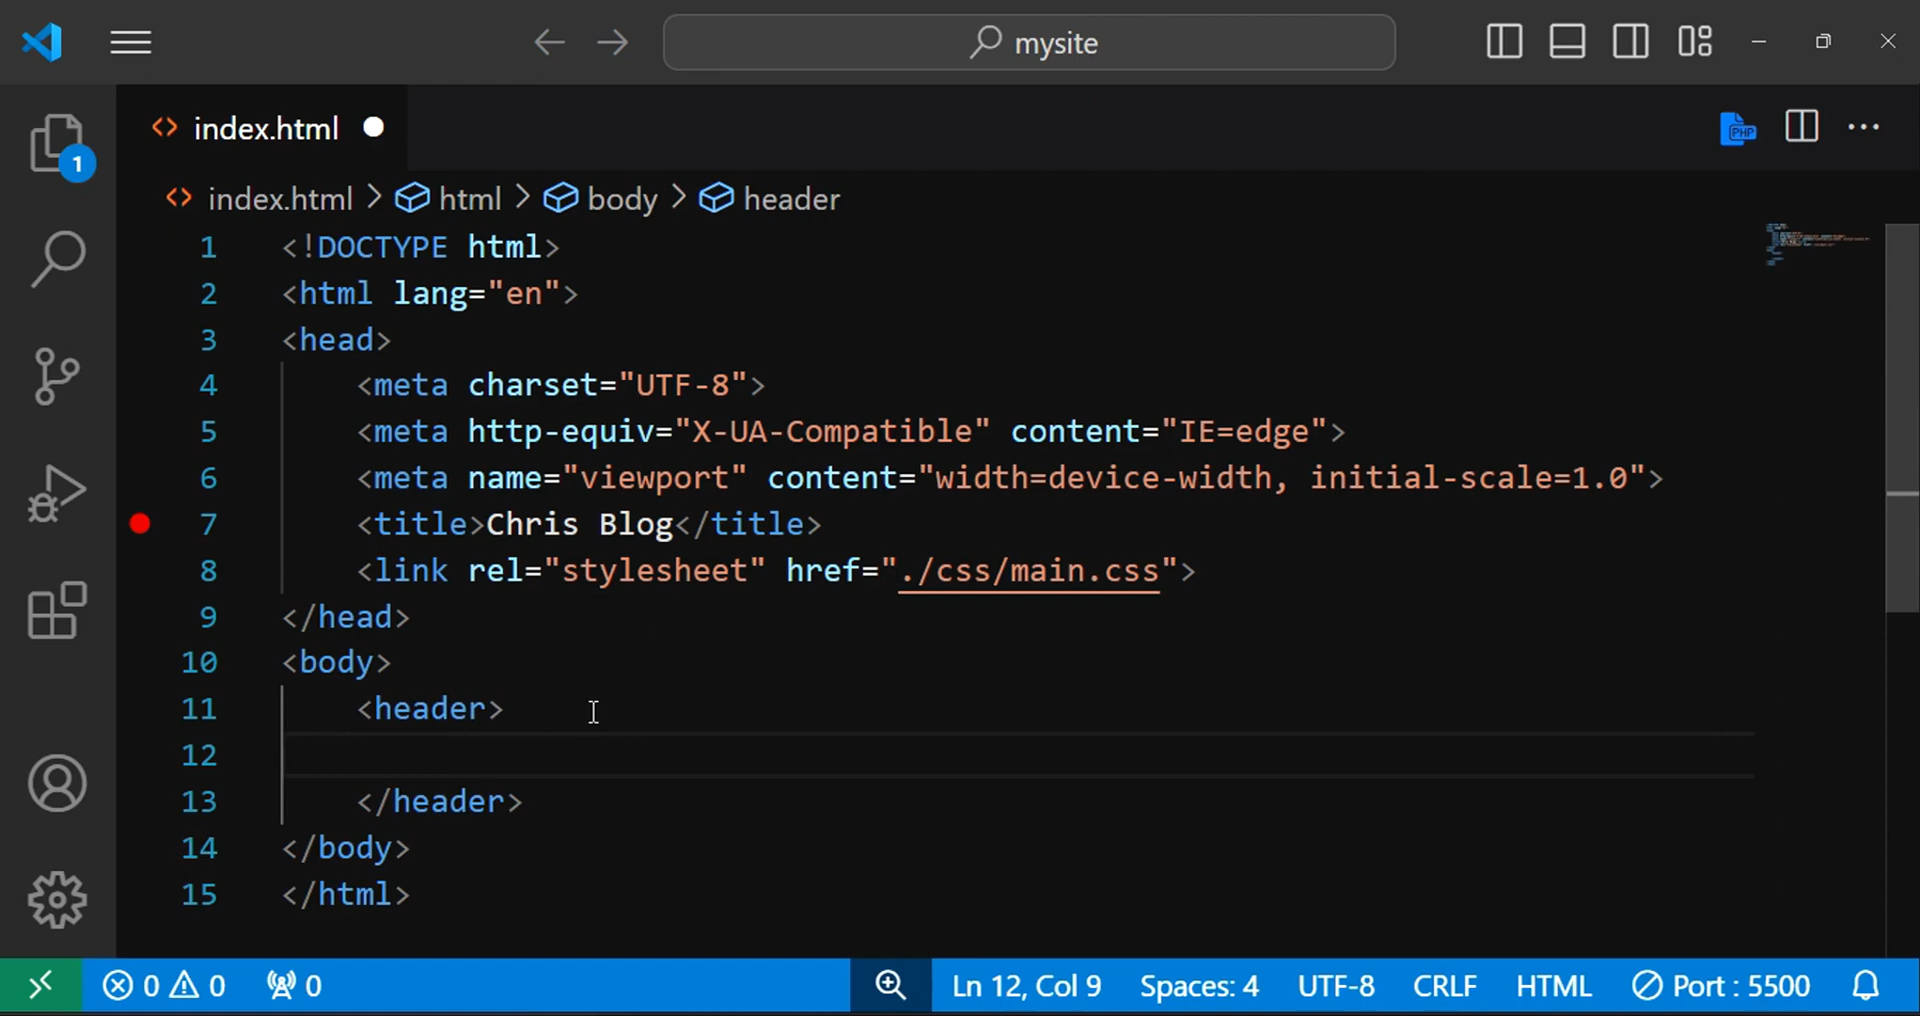 mysite
index.html
1
PHP
index.html > html > body > header
1 <!DOCTYPE html>
2 <html lang="en">
3 <head>
4     <meta charset="UTF-8">
5     <meta http-equiv="X-UA-Compatible" content="IE=edge">
6     <meta name="viewport" content="width=device-width, initial-scale=1.0">
7     <title>Chris Blog</title>
8     <link rel="stylesheet" href="./css/main.css">
9 </head>
10 <body>
11     <header>
12
13     </header>
14 </body>
15 </html>
0 0 0 Ln 12, Col 9 Spaces: 4 UTF-8 CRLF HTML Port : 5500